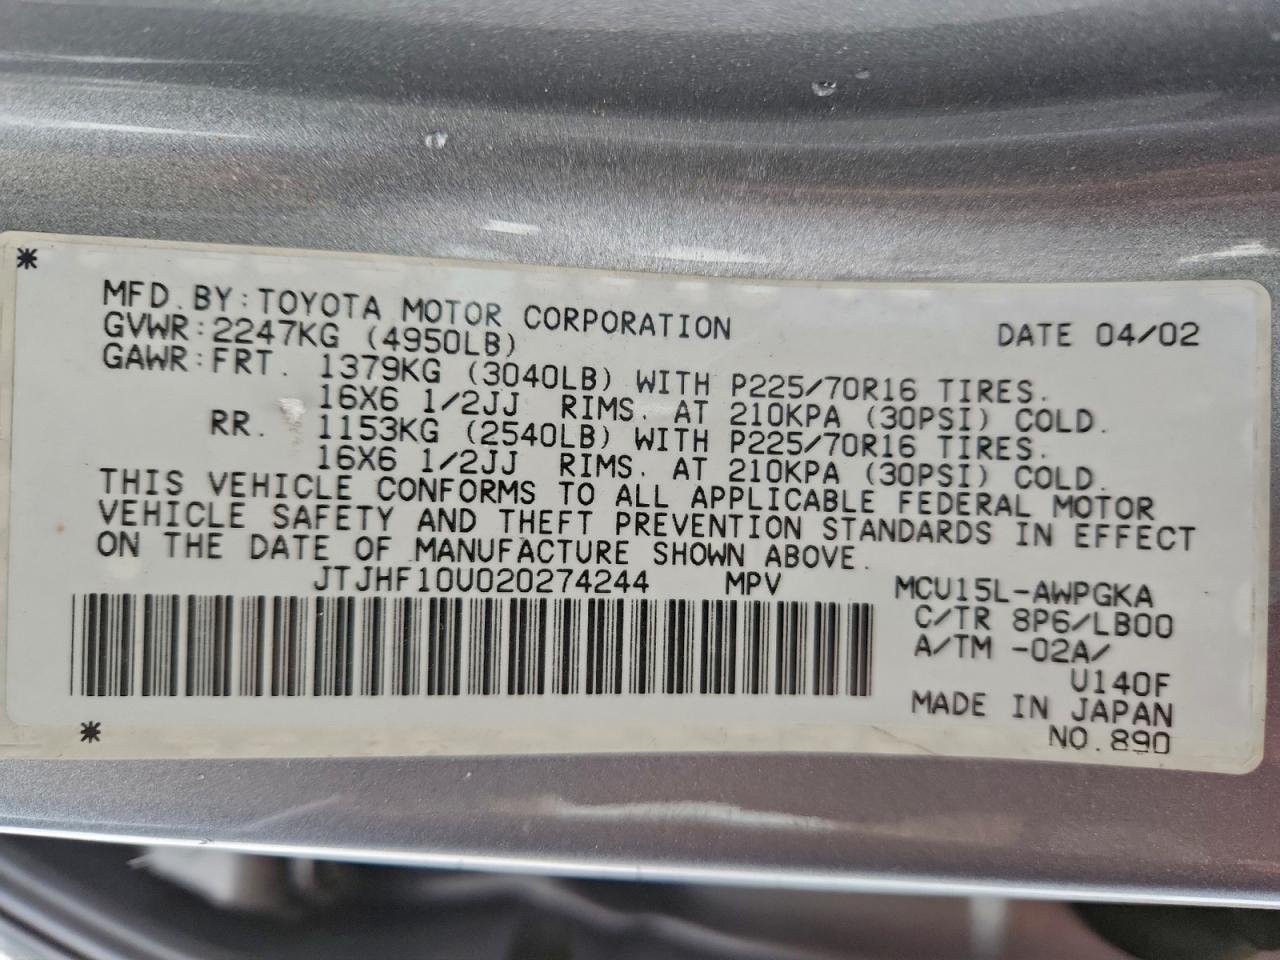 MFD. BY: TOYOTA MOTOR CORPORATION DATE 04/02
GVWR: 2247KG (4950LB)
GAWR: FRT. 1379KG (3040LB) WITH P225/70R16 TIRES.
16X6 1/2JJ RIMS. AT 210KPA (30PSI) COLD.
RR. 1153KG (2540LB) WITH P225/70R16 TIRES.
16X6 1/2JJ RIMS. AT 210KPA (30PSI) COLD.
THIS VEHICLE CONFORMS TO ALL APPLICABLE FEDERAL MOTOR
VEHICLE SAFETY AND THEFT PREVENTION STANDARDS IN EFFECT
ON THE DATE OF MANUFACTURE SHOWN ABOVE.
JTJHF10U020274244 MPV MCU15L-AWPGKA
C/TR 8P6/LB00
A/TM -02A/
U140F
MADE IN JAPAN
NO. 890